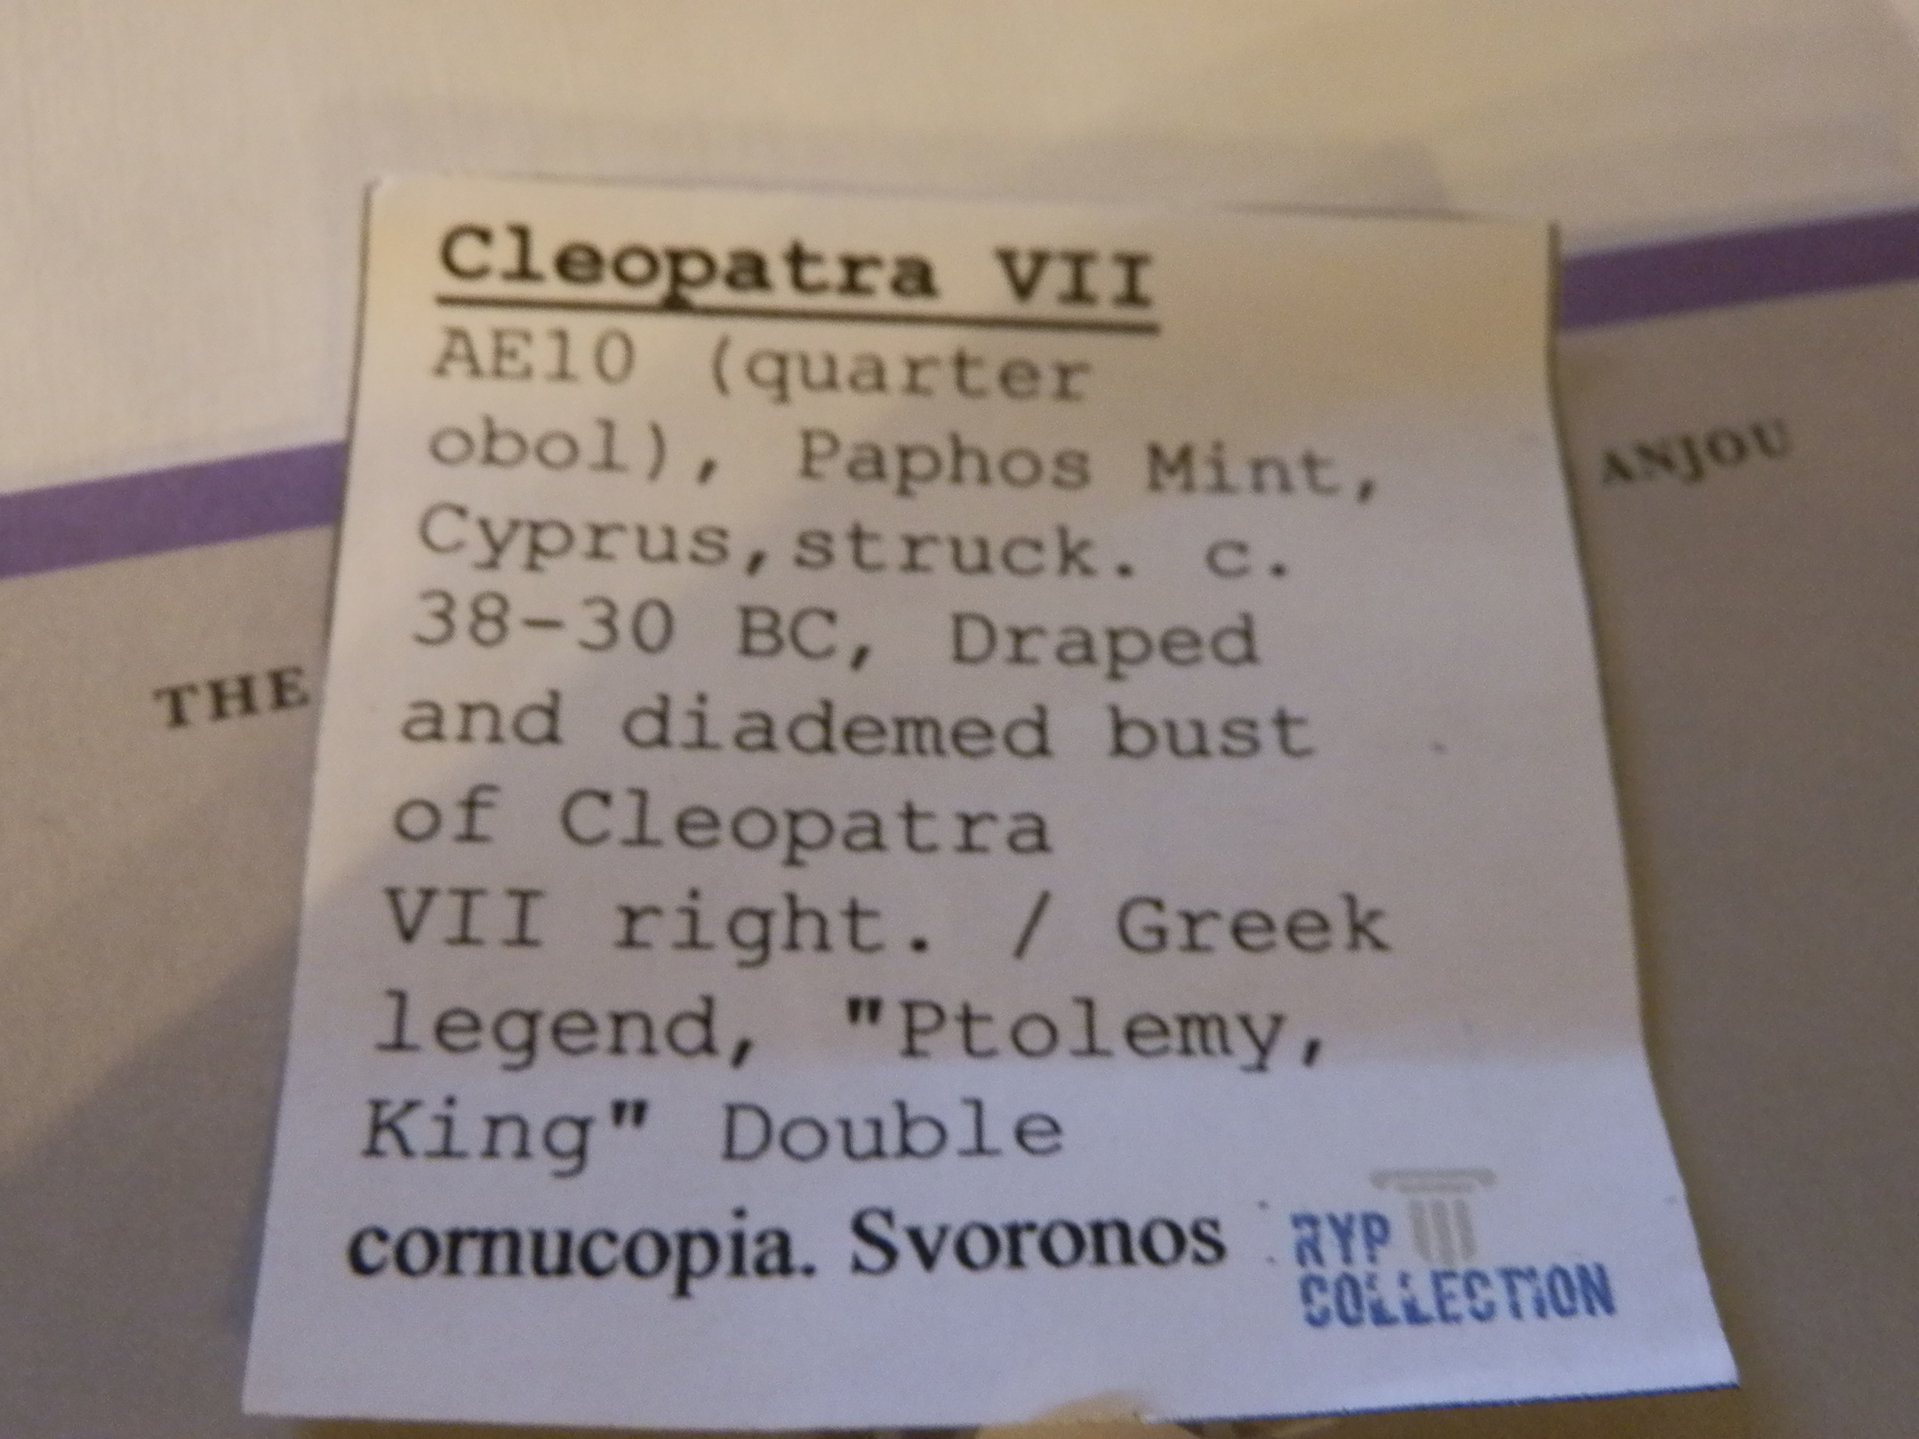 Cleopatra VII
AE10 (quarter
obol), Paphos Mint,
Cyprus,struck. c.
38-30 BC, Draped
and diademed bust
of Cleopatra
VII right. / Greek
legend, "Ptolemy,
King" Double
cornucopia. Svoronos
RYP
COLLECTION
THE
ANJOU